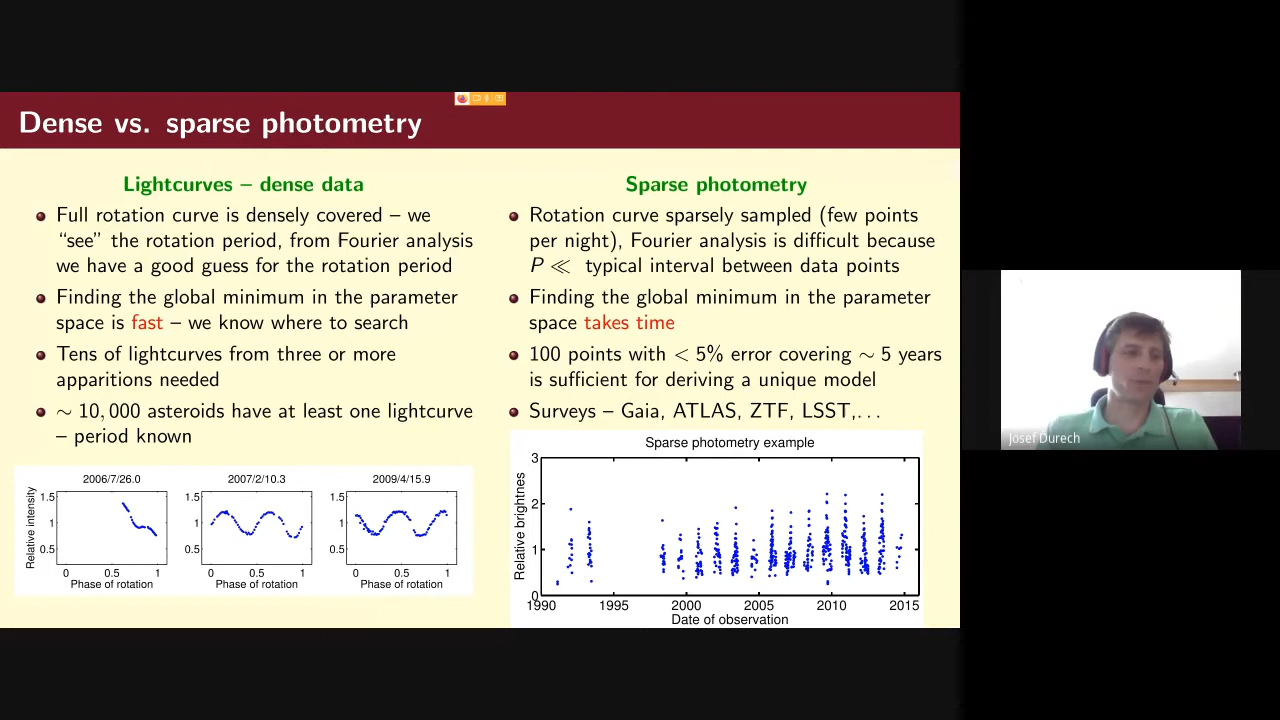 Dense vs. sparse photometry
Lightcurves – dense data
Full rotation curve is densely covered – we
“see” the rotation period, from Fourier analysis
we have a good guess for the rotation period
Finding the global minimum in the parameter
space is fast – we know where to search
Tens of lightcurves from three or more
apparitions needed
∼ 10,000 asteroids have at least one lightcurve
– period known
2006/7/26.0
2007/2/10.3
2009/4/15.9
Relative intensity
1.5
1
0.5
0 0.5 1
Phase of rotation
1.5
1
0.5
0 0.5 1
Phase of rotation
1.5
1
0.5
0 0.5 1
Phase of rotation
Sparse photometry
Rotation curve sparsely sampled (few points
per night), Fourier analysis is difficult because
P ≪ typical interval between data points
Finding the global minimum in the parameter
space takes time
100 points with < 5% error covering ∼ 5 years
is sufficient for deriving a unique model
Surveys – Gaia, ATLAS, ZTF, LSST,...
Sparse photometry example
Relative brightnes
3
2
1
0
1990 1995 2000 2005 2010 2015
Date of observation
Josef Durech